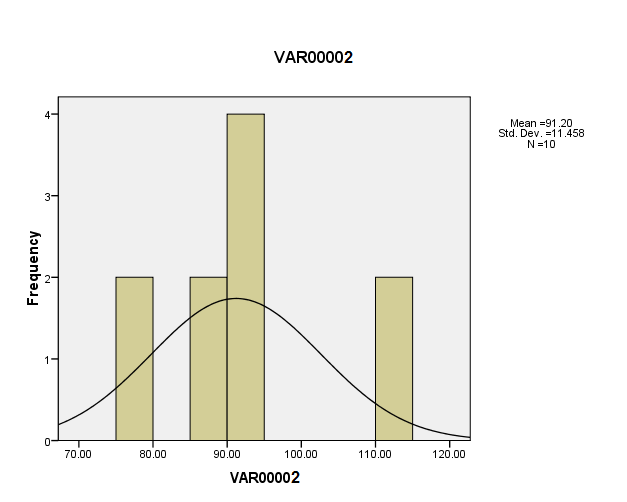 VAR00002
Mean =91.20
Std. Dev. =11.458
N =10
Frequency
4
3
2
1
0
70.00 80.00 90.00 100.00 110.00 120.00
VAR00002